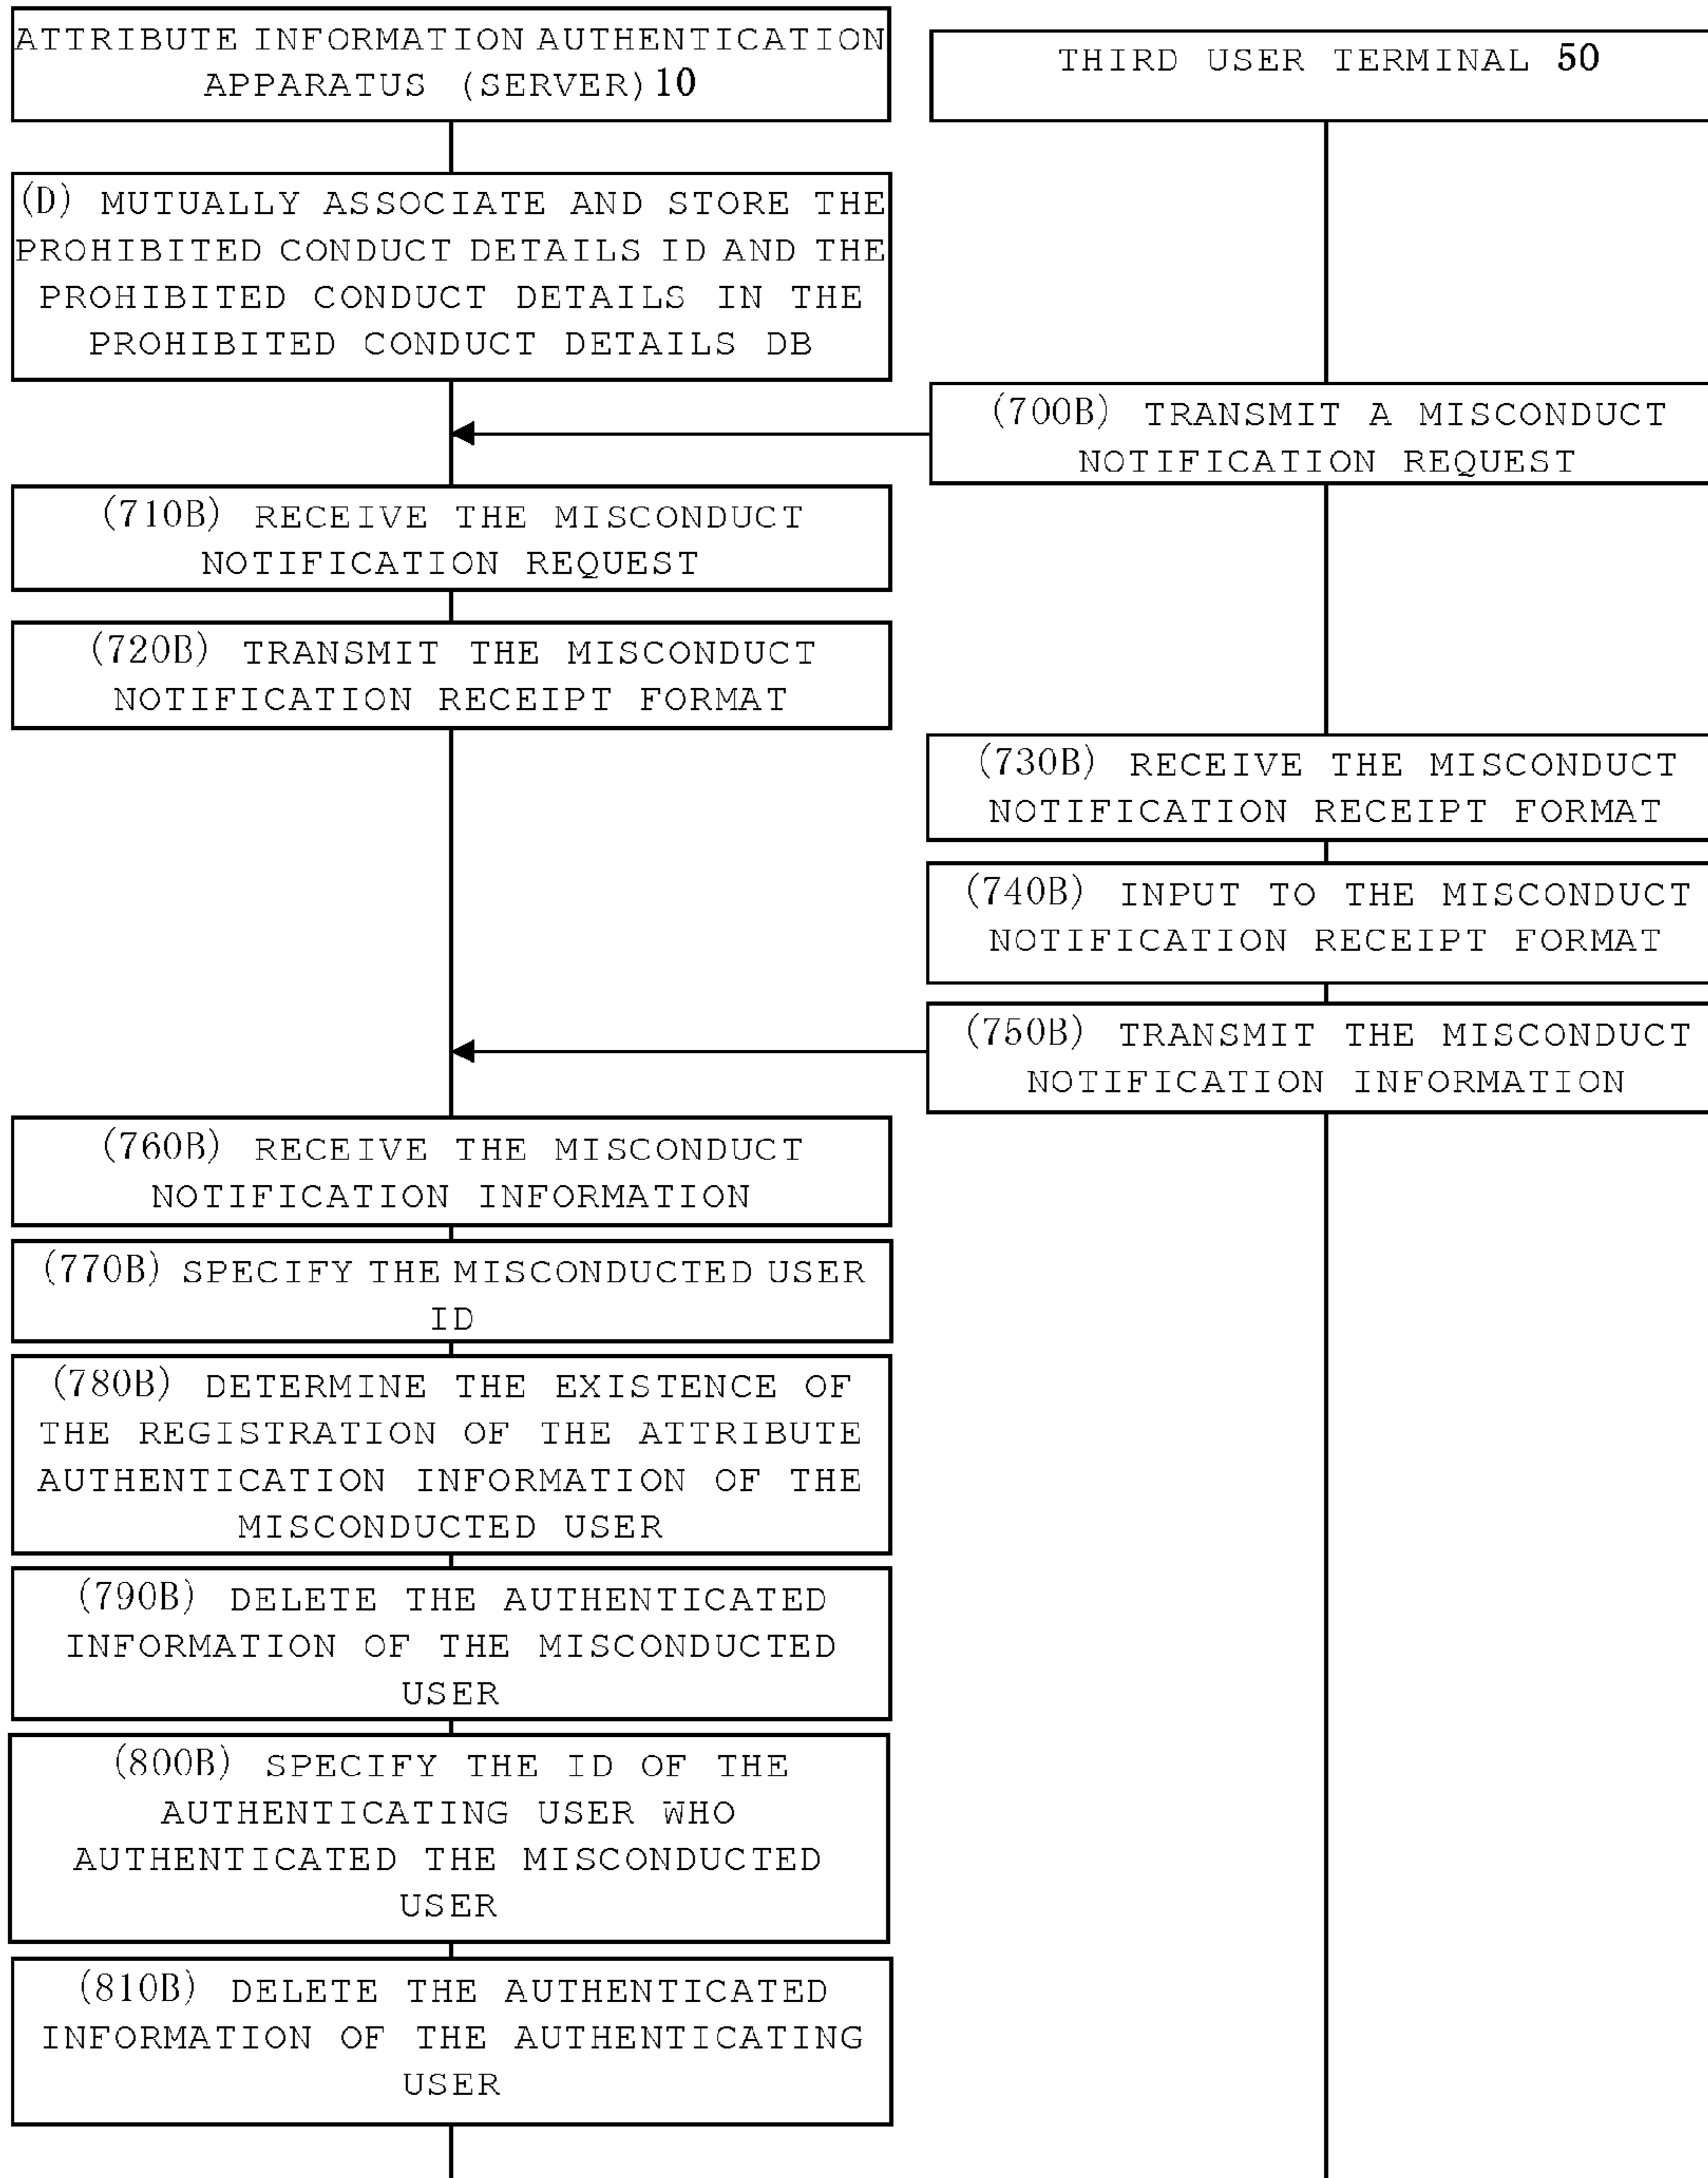 ATTRIBUTE INFORMATION AUTHENTICATION
APPARATUS (SERVER)10
THIRD USER TERMINAL 50
(D) MUTUALLY ASSOCIATE AND STORE THE
PROHIBITED CONDUCT DETAILS ID AND THE
PROHIBITED CONDUCT DETAILS IN THE
PROHIBITED CONDUCT DETAILS DB
(700B) TRANSMIT A MISCONDUCT
NOTIFICATION REQUEST
(710B) RECEIVE THE MISCONDUCT
NOTIFICATION REQUEST
(720B) TRANSMIT THE MISCONDUCT
NOTIFICATION RECEIPT FORMAT
(730B) RECEIVE THE MISCONDUCT
NOTIFICATION RECEIPT FORMAT
(740B) INPUT TO THE MISCONDUCT
NOTIFICATION RECEIPT FORMAT
(750B) TRANSMIT THE MISCONDUCT
NOTIFICATION INFORMATION
(760B) RECEIVE THE MISCONDUCT
NOTIFICATION INFORMATION
(770B) SPECIFY THE MISCONDUCTED USER
ID
(780B) DETERMINE THE EXISTENCE OF
THE REGISTRATION OF THE ATTRIBUTE
AUTHENTICATION INFORMATION OF THE
MISCONDUCTED USER
(790B) DELETE THE AUTHENTICATED
INFORMATION OF THE MISCONDUCTED
USER
(800B) SPECIFY THE ID OF THE
AUTHENTICATING USER WHO
AUTHENTICATED THE MISCONDUCTED
USER
(810B) DELETE THE AUTHENTICATED
INFORMATION OF THE AUTHENTICATING
USER